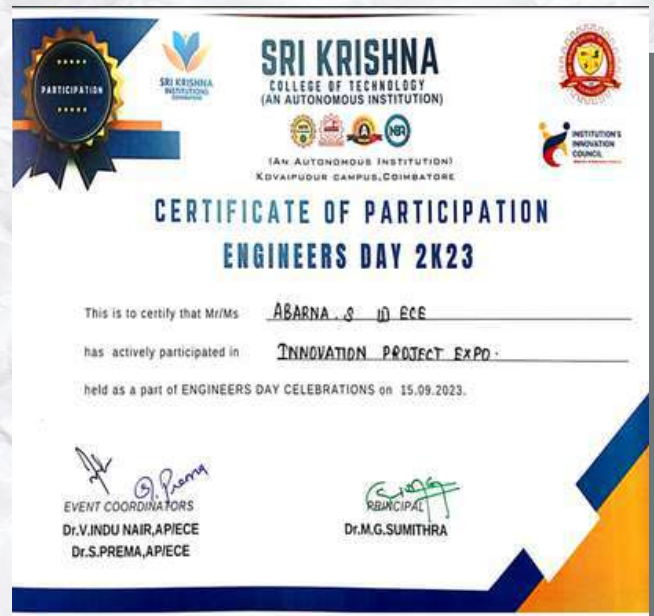 PARTICIPATION
SRI KRISHNA
INSTITUTIONS
COIMBATORE
SRI KRISHNA
COLLEGE OF TECHNOLOGY
(AN AUTONOMOUS INSTITUTION)
INSTITUTION'S
INNOVATION
COUNCIL
(AN AUTONOMOUS INSTITUTION)
KOVAIPUDUR CAMPUS,COIMBATORE
CERTIFICATE OF PARTICIPATION
ENGINEERS DAY 2K23
This is to certify that Mr/Ms ABARNA . S III ECE
has actively participated in INNOVATION PROJECT EXPO.
held as a part of ENGINEERS DAY CELEBRATIONS on 15.09.2023.
S. Prema
EVENT COORDINATORS
Dr.V.INDU NAIR,AP/ECE
Dr.S.PREMA,AP/ECE
PRINCIPAL
Dr.M.G.SUMITHRA